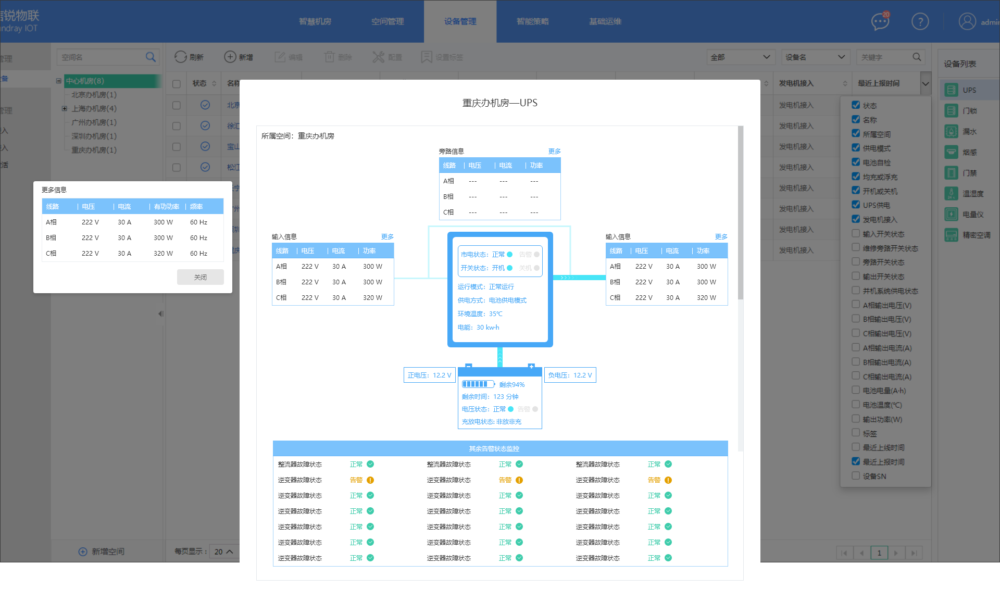 信锐物联
ndray IOT
智慧机房
空间管理
设备管理
智能策略
基础运维
20
?
admin
管理
备
管理
入
入
活
空间名
中心机房(8)
北京办机房(1)
上海办机房(4)
广州办机房(1)
深圳办机房(1)
重庆办机房(1)
新增空间
刷新
新增
编辑
删除
配置
设置标签
全部
设备名
关键字
状态
名称
发电机接入
最近上报时间
北京
发电机接入
徐汇
发电机接入
宝山
发电机接入
松江
发电机接入
长宁
发电机接入
广州
发电机接入
深圳
发电机接入
重庆
发电机接入
每页显示： 20
1
状态
名称
所属空间
供电模式
电池自检
均充或浮充
开机或关机
UPS供电
发电机接入
输入开关状态
维修旁路开关状态
旁路开关状态
输出开关状态
并机系统供电状态
A相输出电压(V)
B相输出电压(V)
C相输出电压(V)
A相输出电流(A)
B相输出电流(A)
C相输出电流(A)
电池电量(A·h)
电池温度(℃)
输出功率(W)
标签
最近上线时间
最近上报时间
设备SN
设备列表
UPS
门锁
漏水
烟感
门禁
温湿度
电量仪
精密空调
更多信息
线路 电压 电流 有功功率 频率
A相 222 V 30 A 300 W 60 Hz
B相 222 V 30 A 300 W 60 Hz
C相 222 V 30 A 320 W 60 Hz
关闭
重庆办机房—UPS
所属空间：重庆办机房
旁路信息 更多
线路 电压 电流 功率
A相 --- --- ---
B相 --- --- ---
C相 --- --- ---
输入信息 更多
线路 电压 电流 功率
A相 222 V 30 A 300 W
B相 222 V 30 A 300 W
C相 222 V 30 A 320 W
市电状态：正常 告警
开关状态：开机 关机
运行模式：正常运行
供电方式：电池供电模式
环境温度：35℃
电能：30 kw·h
输入信息 更多
线路 电压 电流 功率
A相 222 V 30 A 300 W
B相 222 V 30 A 300 W
C相 222 V 30 A 320 W
正电压：12.2 V
负电压：12.2 V
剩余94%
剩余时间：123 分钟
电压状态：正常 告警
充放电状态: 非放非充
其余告警状态监控
整流器故障状态 正常 整流器故障状态 正常 整流器故障状态 正常
逆变器故障状态 告警 逆变器故障状态 告警 逆变器故障状态 告警
逆变器故障状态 正常 逆变器故障状态 正常 逆变器故障状态 正常
逆变器故障状态 正常 逆变器故障状态 正常 逆变器故障状态 正常
逆变器故障状态 正常 逆变器故障状态 正常 逆变器故障状态 正常
逆变器故障状态 正常 逆变器故障状态 正常 逆变器故障状态 正常
逆变器故障状态 正常 逆变器故障状态 正常 逆变器故障状态 正常